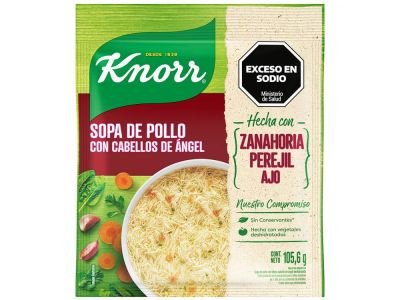 DESDE 1838
Knorr
SOPA DE POLLO
CON CABELLOS DE ÁNGEL
EXCESO EN
SODIO
Ministerio
de Salud
Hecha con
ZANAHORIA
PEREJIL
AJO
Nuestro Compromiso
Sin Conservantes*
Hecha con vegetales
deshidratados
CONT.
NETO 105,6 g